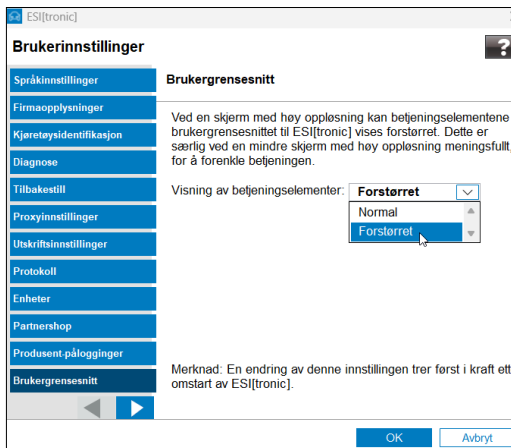 ESI[tronic]
Brukerinnstillinger
?
Språkinnstillinger
Firmaopplysninger
Kjøretøysidentifikasjon
Diagnose
Tilbakestill
Proxyinnstillinger
Utskriftsinnstillinger
Protokoll
Enheter
Partnershop
Produsent-pålogginger
Brukergrensesnitt
Brukergrensesnitt
Ved en skjerm med høy oppløsning kan betjeningselementene
brukergrensesnittet til ESI[tronic] vises forstørret. Dette er
særlig ved en mindre skjerm med høy oppløsning meningsfullt,
for å forenkle betjeningen.
Visning av betjeningselementer: Forstørret
Normal
Forstørret
Merknad: En endring av denne innstillingen trer først i kraft ett
omstart av ESI[tronic].
OK
Avbryt